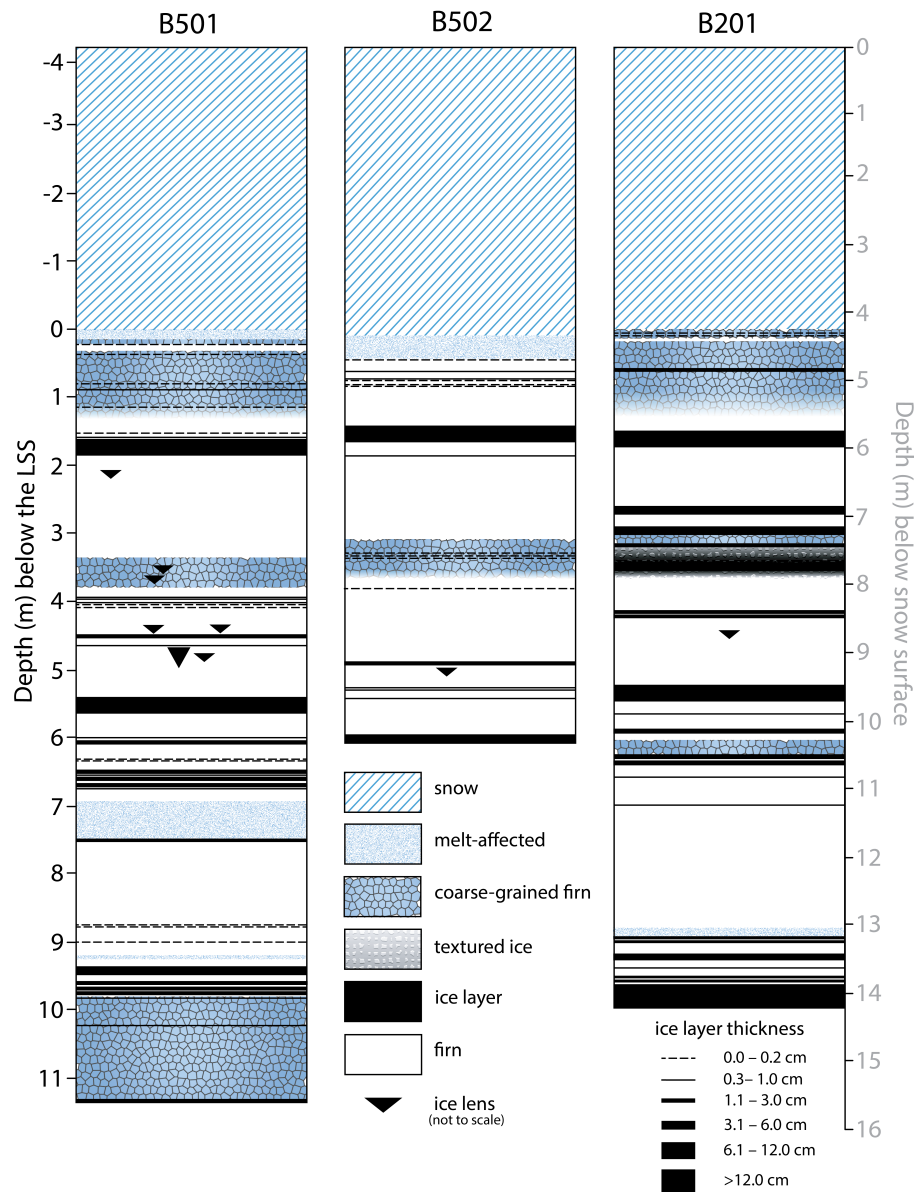 B501
B502
B201
Depth (m) below the LSS
-4
-3
-2
-1
0
1
2
3
4
5
6
7
8
9
10
11
0
1
2
3
4
5
6
7
8
9
10
11
12
13
14
15
16
Depth (m) below snow surface
snow
melt-affected
coarse-grained firn
textured ice
ice layer
firn
ice lens
(not to scale)
ice layer thickness
0.0 – 0.2 cm
0.3– 1.0 cm
1.1 – 3.0 cm
3.1 – 6.0 cm
6.1 – 12.0 cm
>12.0 cm